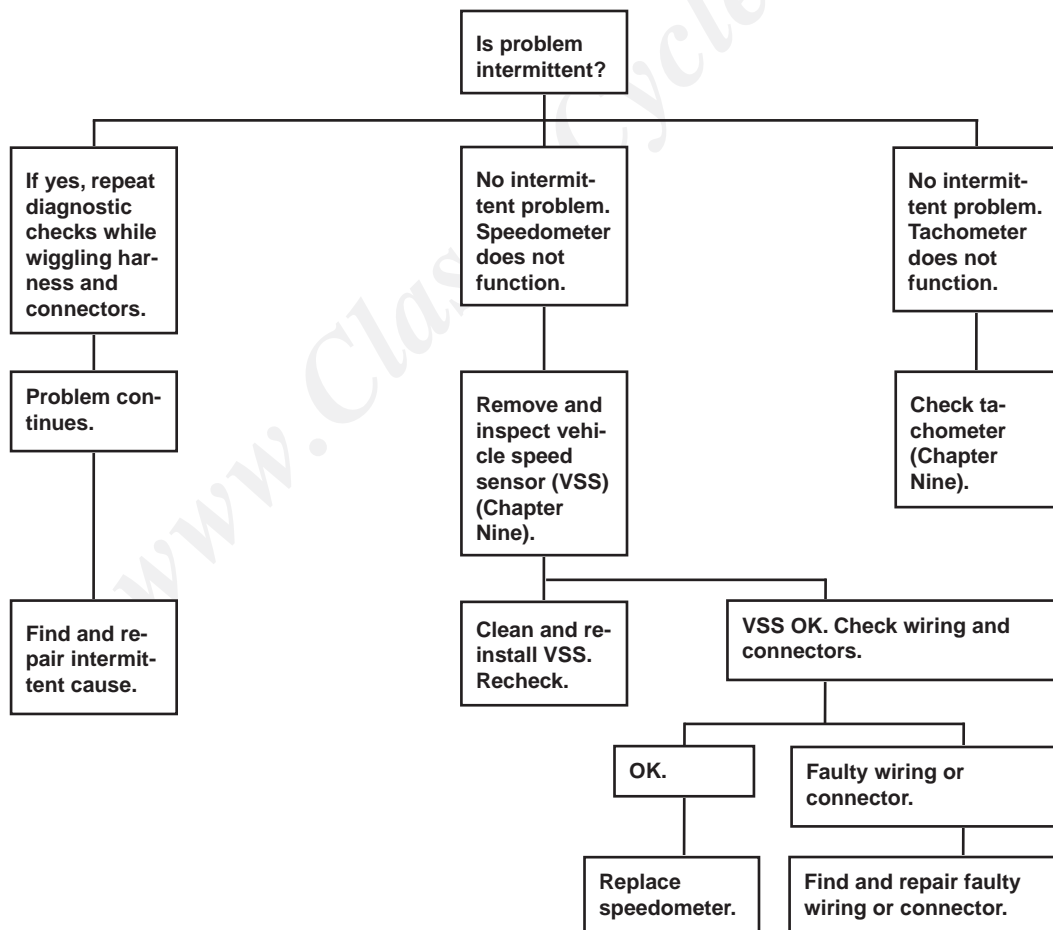 Is problem
intermittent?
If yes, repeat
diagnostic
checks while
wiggling har-
ness and
connectors.
No intermit-
tent problem.
Speedometer
does not
function.
No intermit-
tent problem.
Tachometer
does not
function.
Problem con-
tinues.
Remove and
inspect vehi-
cle speed
sensor (VSS)
(Chapter
Nine).
Check ta-
chometer
(Chapter
Nine).
Find and re-
pair intermit-
tent cause.
Clean and re-
install VSS.
Recheck.
VSS OK. Check wiring and
connectors.
OK.
Faulty wiring or
connector.
Replace
speedometer.
Find and repair faulty
wiring or connector.